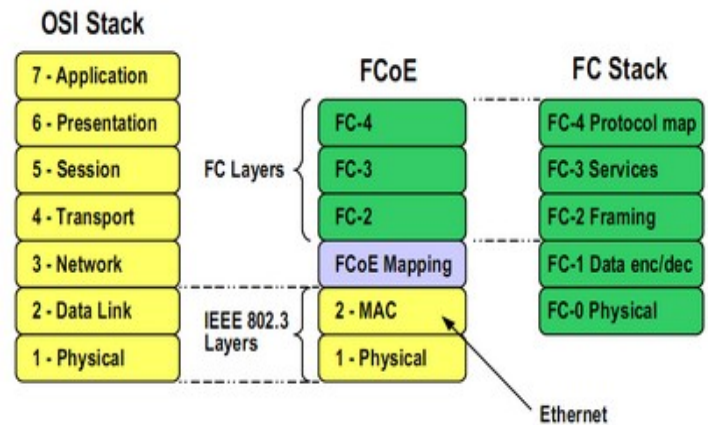 OSI Stack
7 - Application
6 - Presentation
5 - Session
4 - Transport
3 - Network
2 - Data Link
1 - Physical
FC Layers
IEEE 802.3
Layers
FCoE
FC-4
FC-3
FC-2
FCoE Mapping
2 - MAC
1 - Physical
Ethernet
FC Stack
FC-4 Protocol map
FC-3 Services
FC-2 Framing
FC-1 Data enc/dec
FC-0 Physical